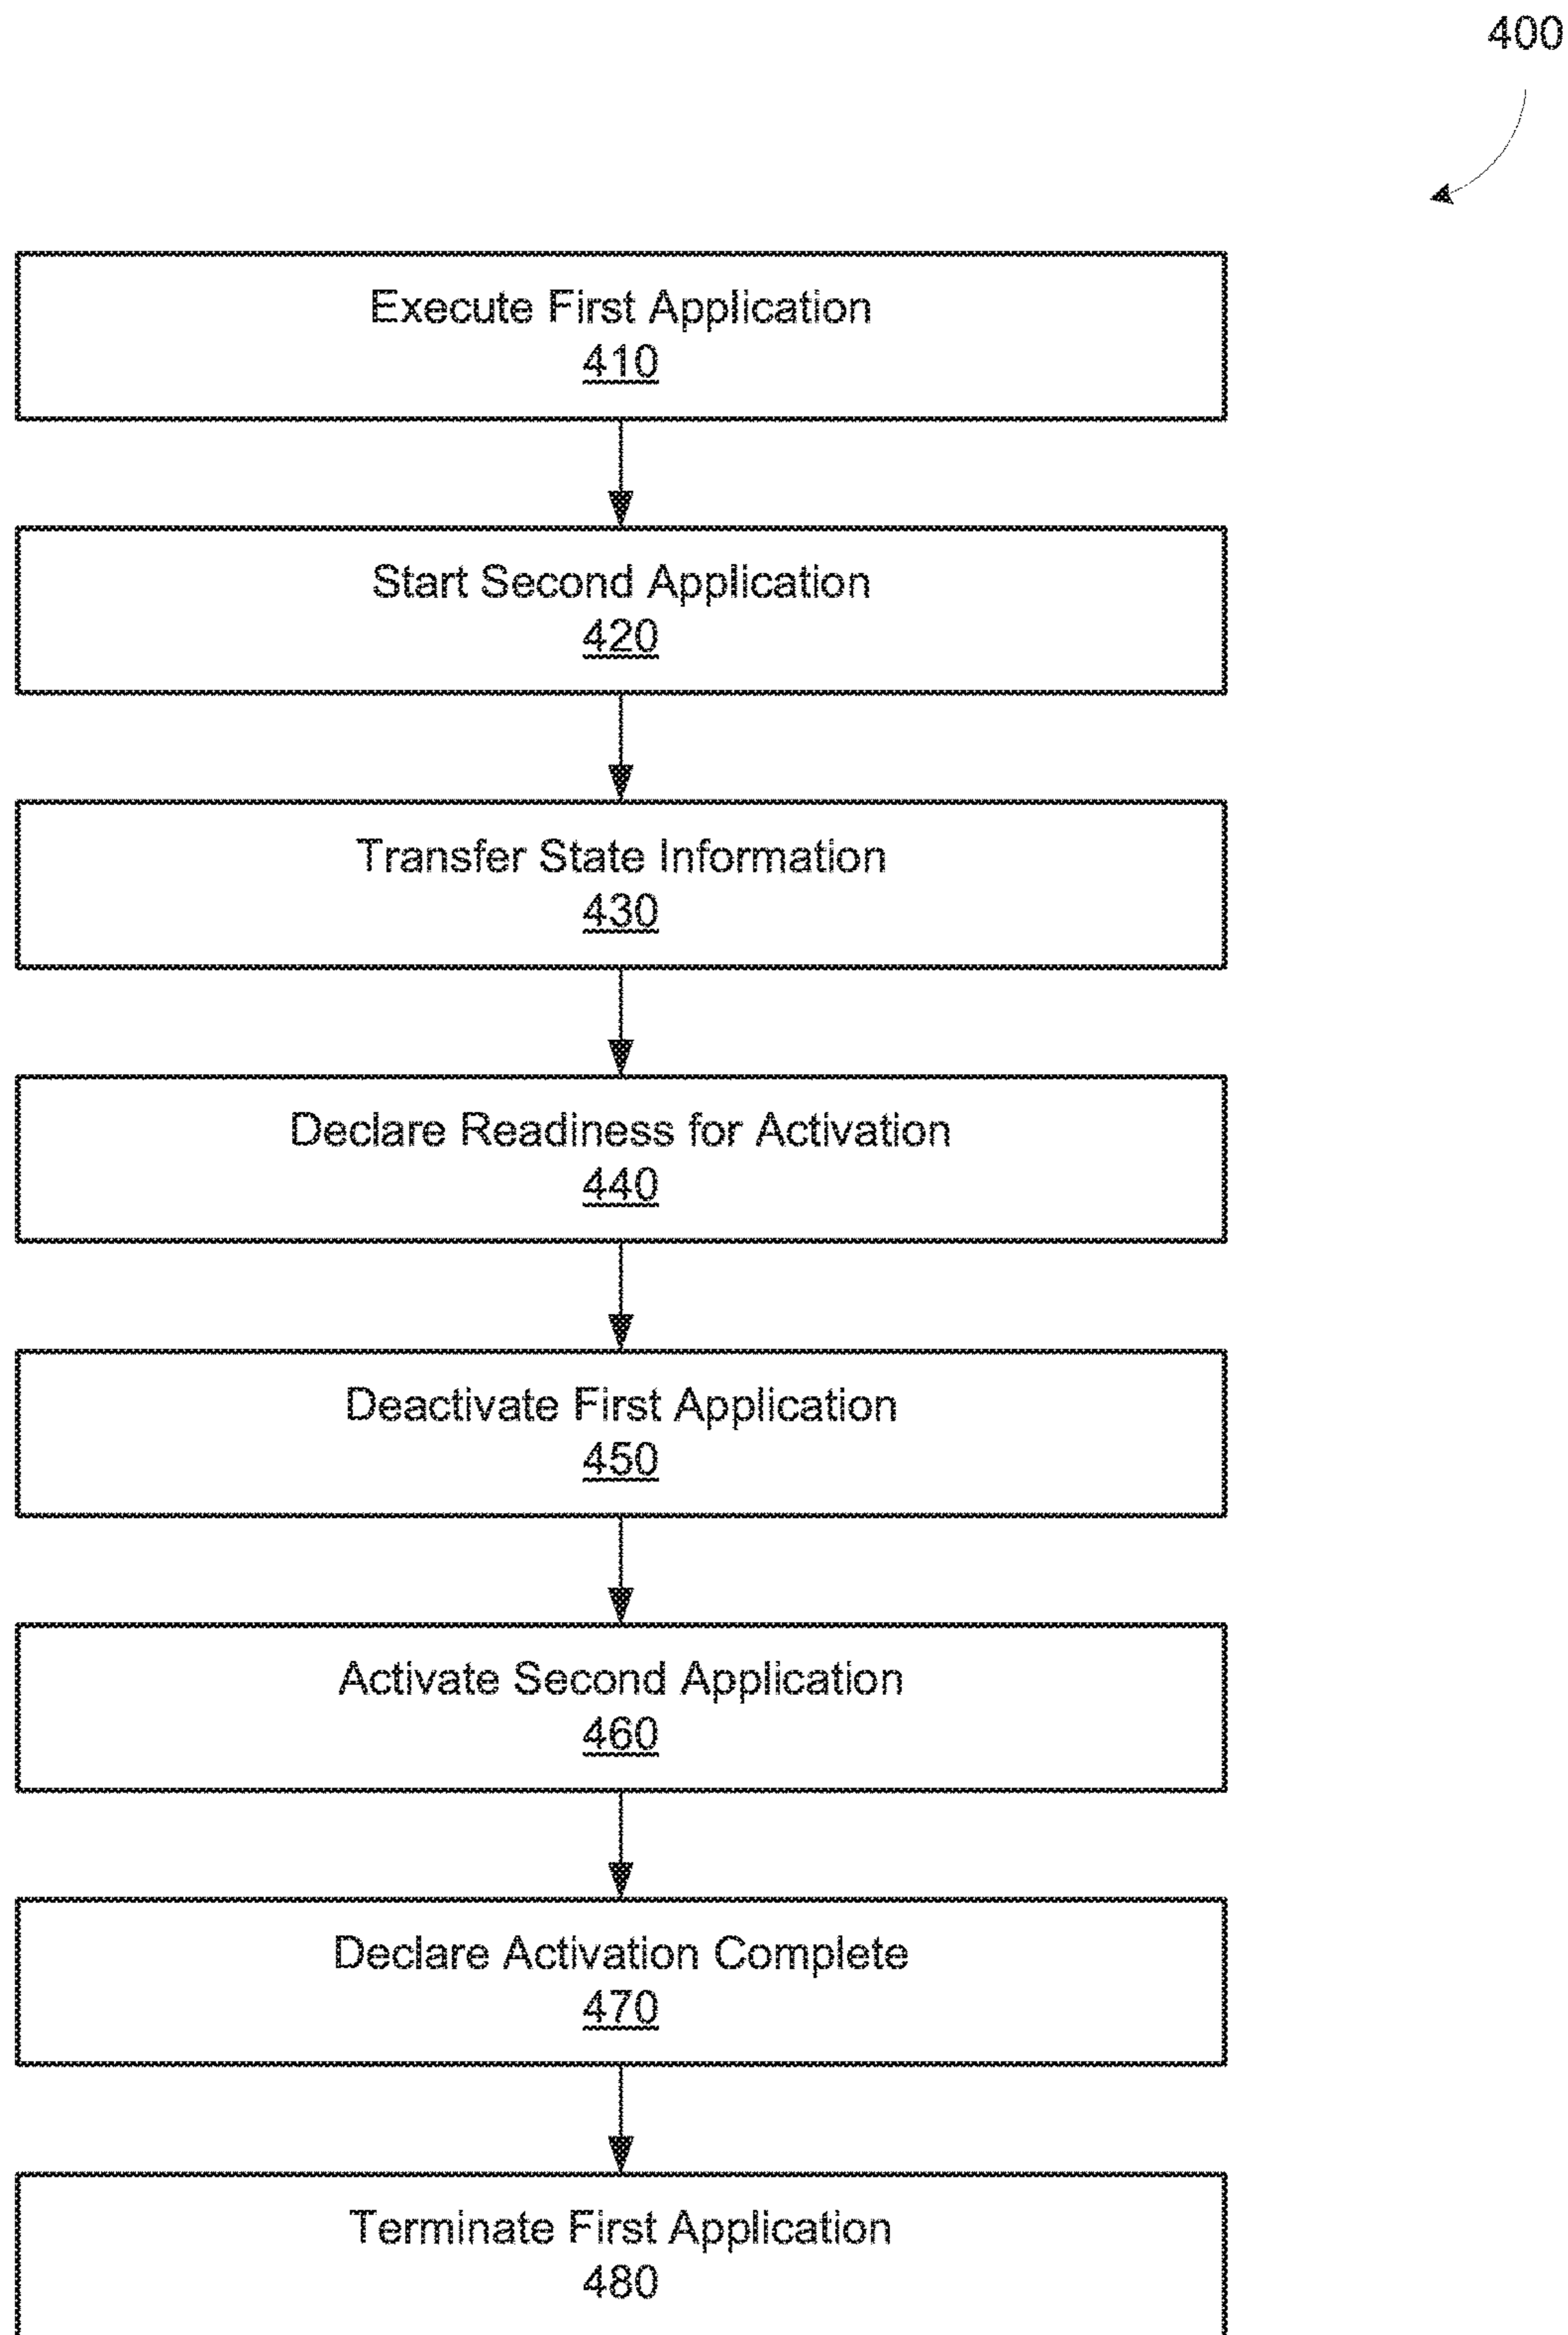 400
Execute First Application
410
Start Second Application
420
Transfer State Information
430
Declare Readiness for Activation
440
Deactivate First Application
450
Activate Second Application
460
Declare Activation Complete
470
Terminate First Application
480